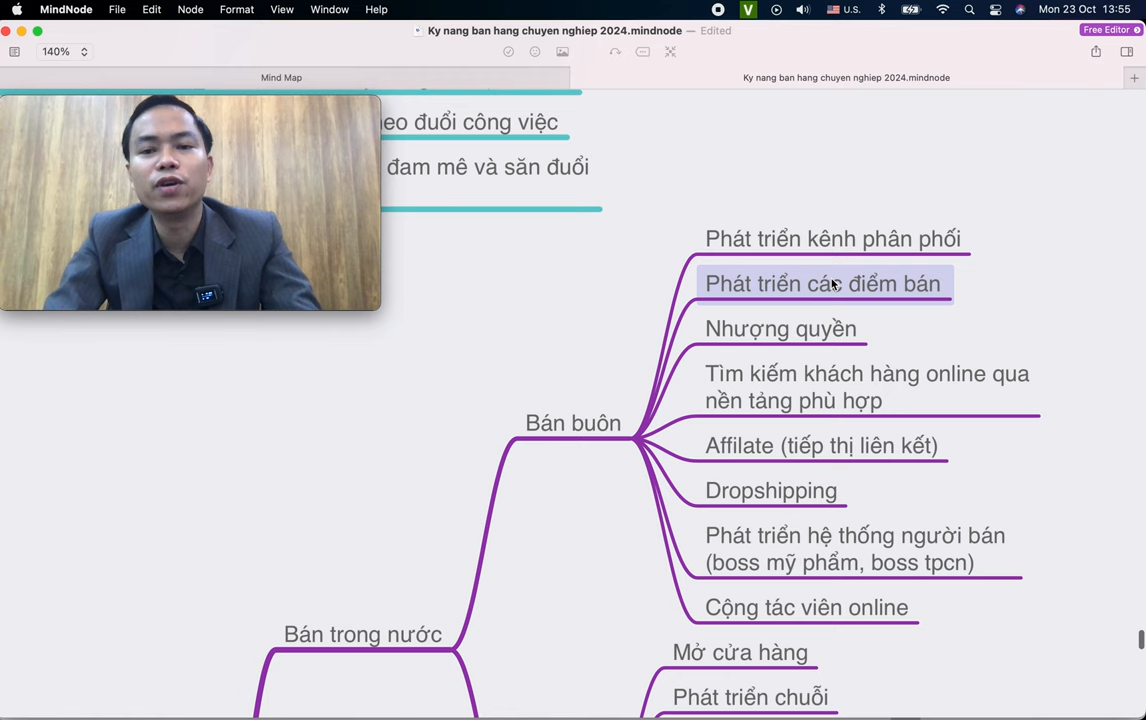 MindNode File Edit Node Format View Window Help V U.S. Mon 23 Oct 13:55
Ky nang ban hang chuyen nghiep 2024.mindnode — Edited
Free Editor
140%
Mind Map
Ky nang ban hang chuyen nghiep 2024.mindnode
đuổi công việc
đam mê và săn đuổi
Phát triển kênh phân phối
Phát triển các điểm bán
Nhượng quyền
Tìm kiếm khách hàng online qua
nền tảng phù hợp
Bán buôn
Affilate (tiếp thị liên kết)
Dropshipping
Phát triển hệ thống người bán
(boss mỹ phẩm, boss tpcn)
Cộng tác viên online
Bán trong nước
Mở cửa hàng
Phát triển chuỗi